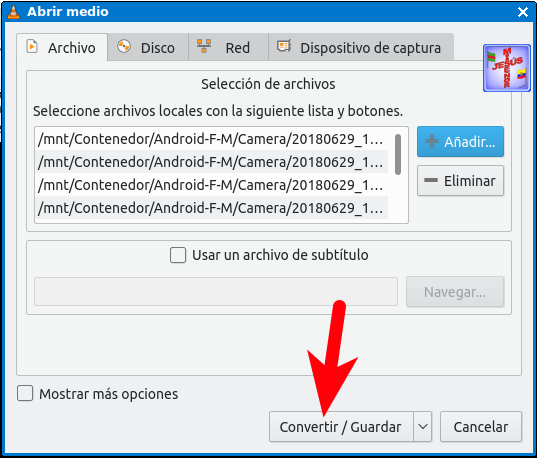 Abrir medio
Archivo
Disco
Red
Dispositivo de captura
JESÚS
Selección de archivos
Seleccione archivos locales con la siguiente lista y botones.
/mnt/Contenedor/Android-F-M/Camera/20180629_1...
/mnt/Contenedor/Android-F-M/Camera/20180629_1...
/mnt/Contenedor/Android-F-M/Camera/20180629_1...
/mnt/Contenedor/Android-F-M/Camera/20180629_1...
Añadir...
Eliminar
Usar un archivo de subtítulo
Navegar...
Mostrar más opciones
Convertir / Guardar
Cancelar